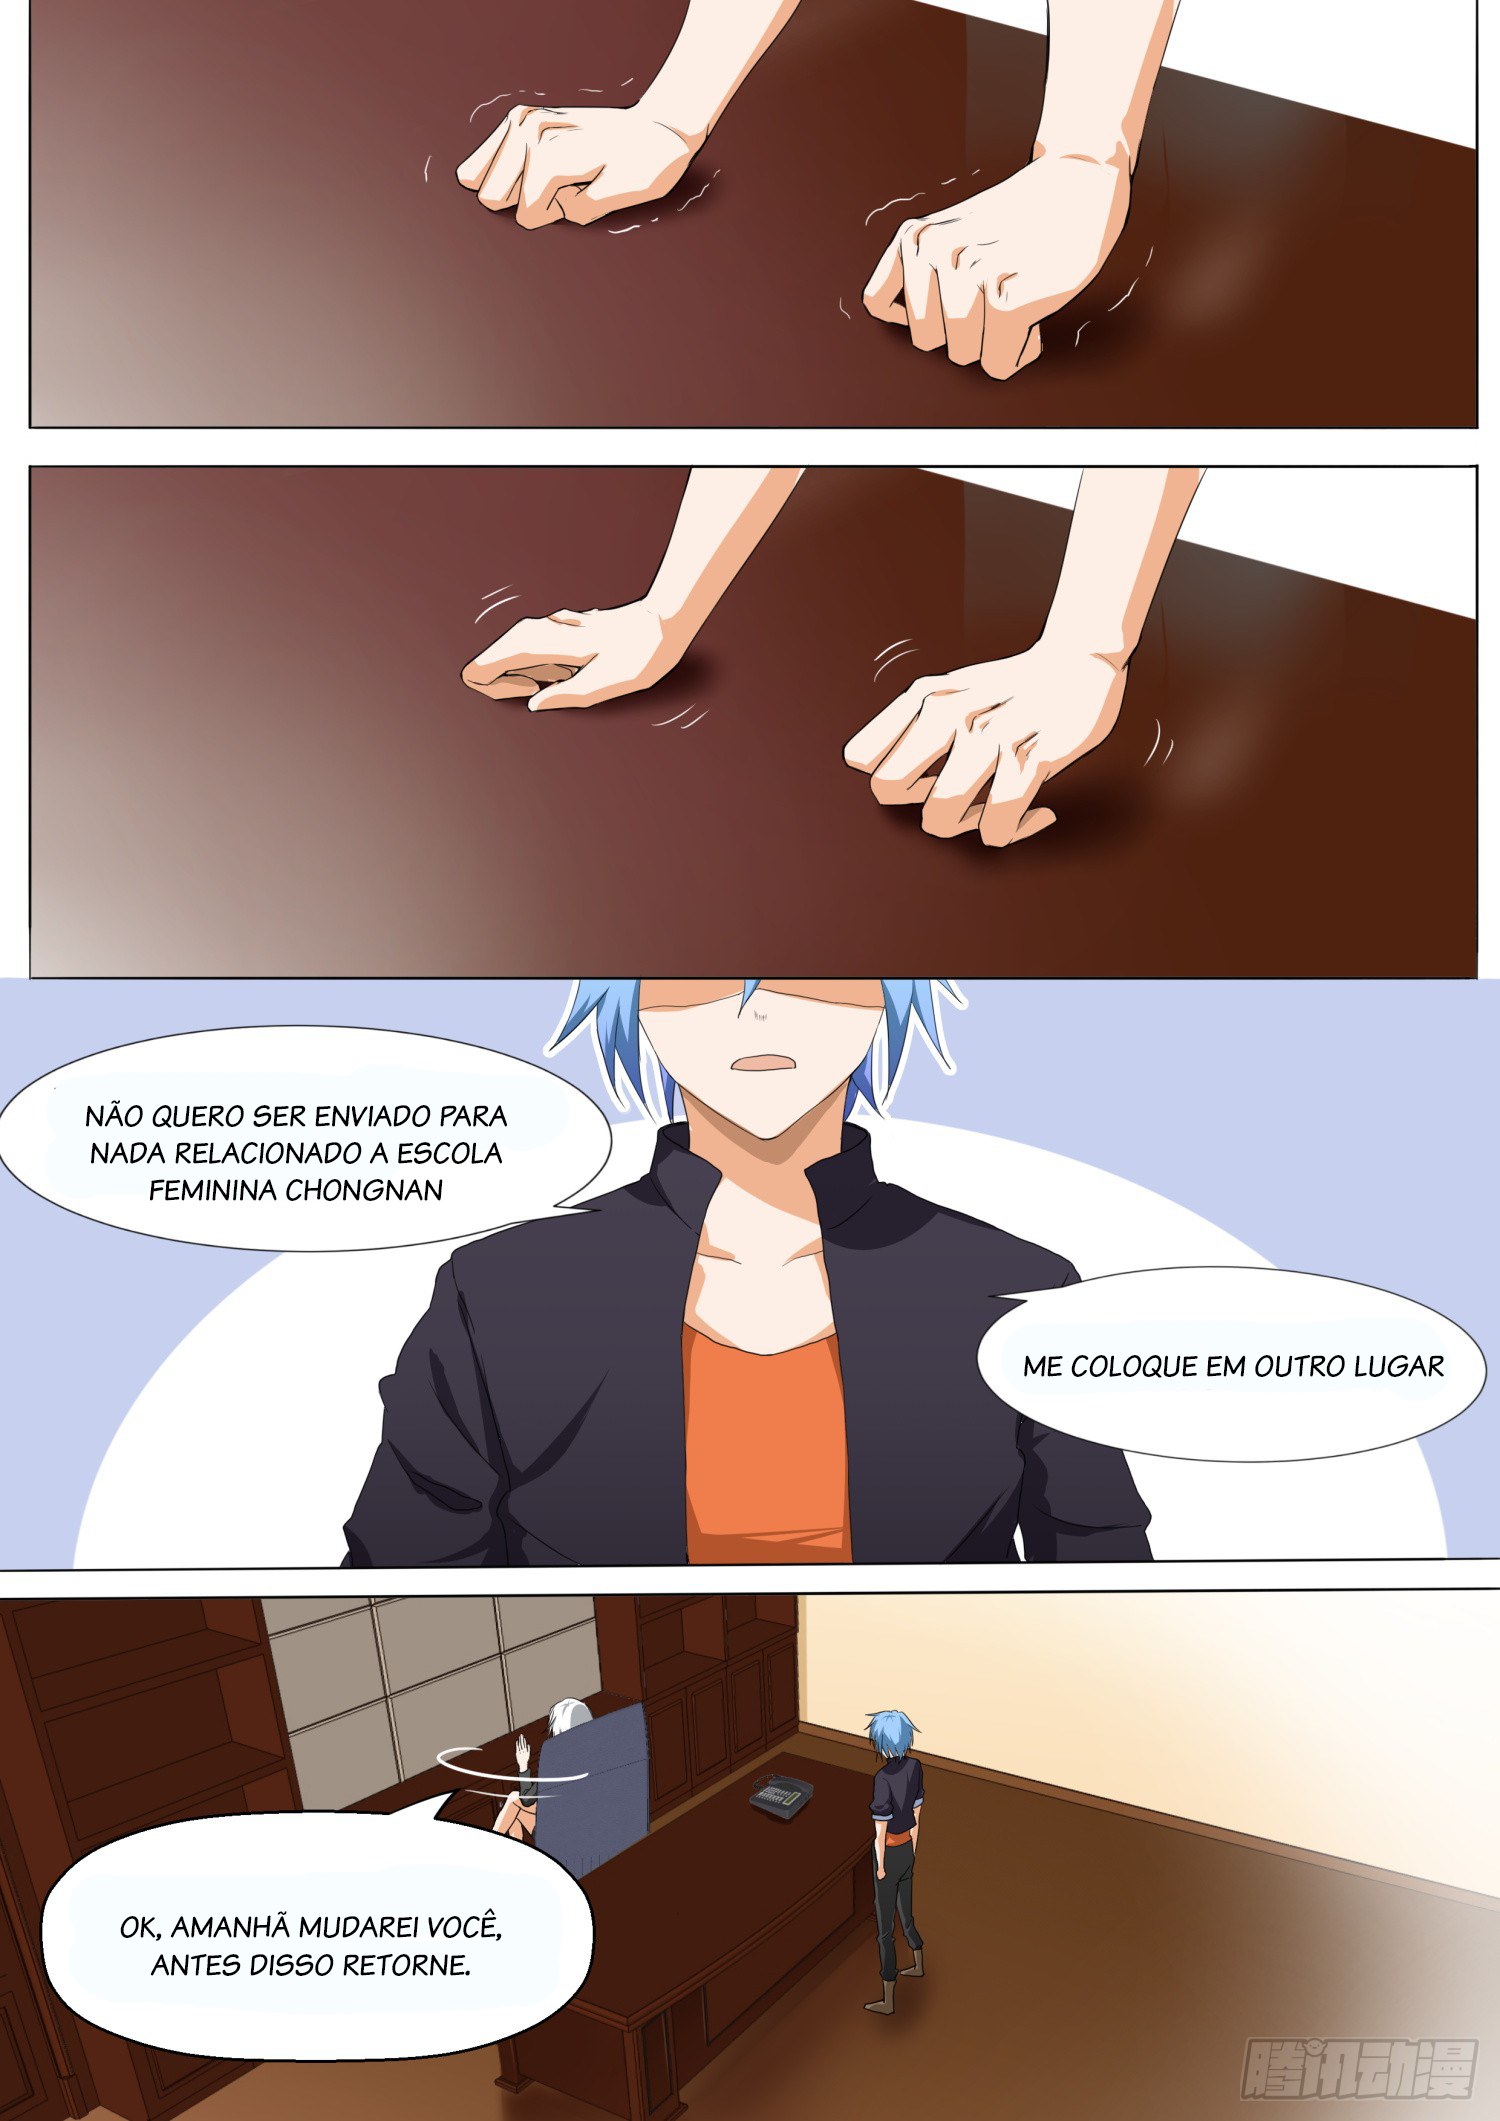 NÃO QUERO SER ENVIADO PARA
NADA RELACIONADO A ESCOLA
FEMININA CHONGNAN
ME COLOQUE EM OUTRO LUGAR
OK, AMANHÃ MUDAREI VOCÊ,
ANTES DISSO RETORNE.
腾讯动漫